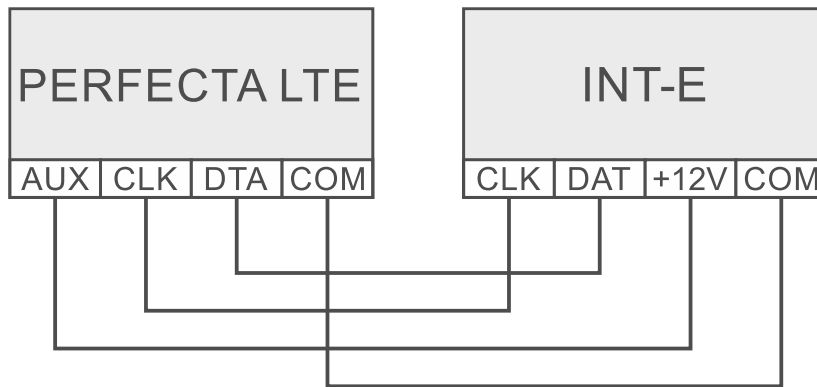 PERFECTA LTE
INT-E
AUX CLK DTA COM
CLK DAT +12V COM